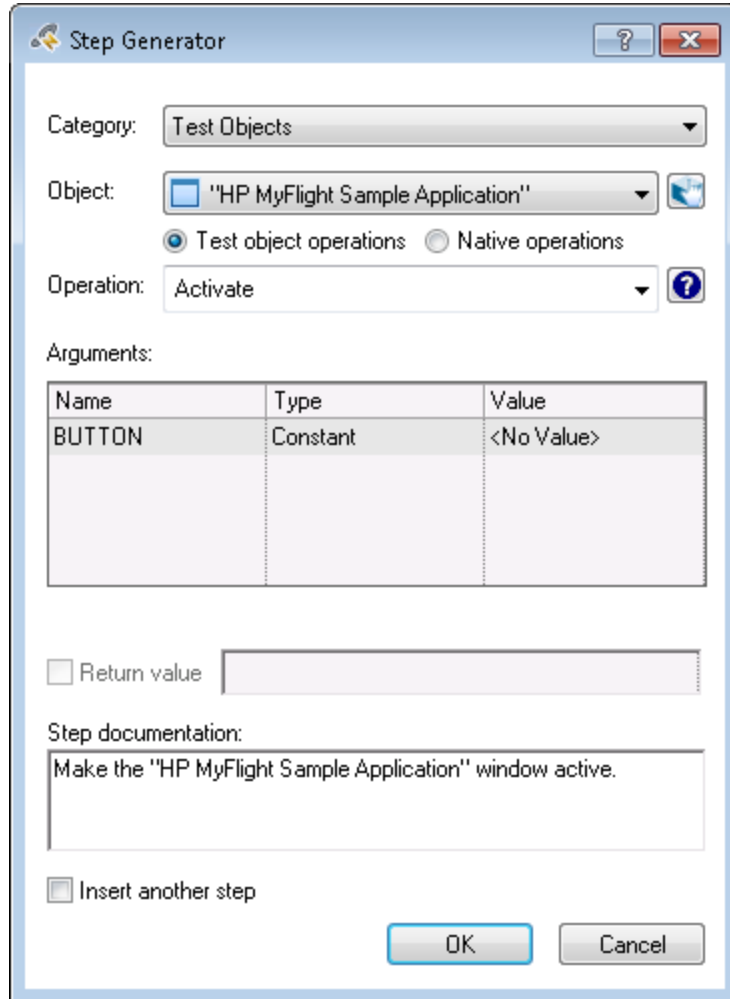 Step Generator
Category: Test Objects
Object: "HP MyFlight Sample Application"
Test object operations Native operations
Operation: Activate
Arguments:
Name Type Value
BUTTON Constant <No Value>
Return value
Step documentation:
Make the "HP MyFlight Sample Application" window active.
Insert another step
OK Cancel